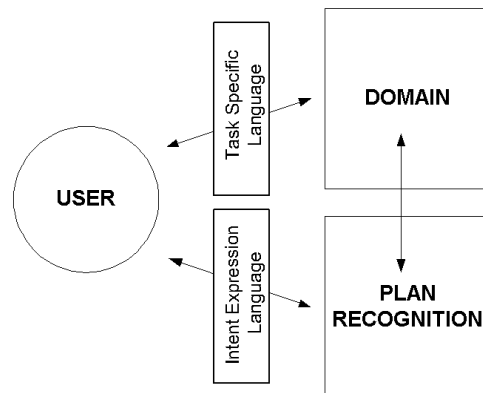 USER
Task Specific
Language
DOMAIN
Intent Expression
Language
PLAN
RECOGNITION